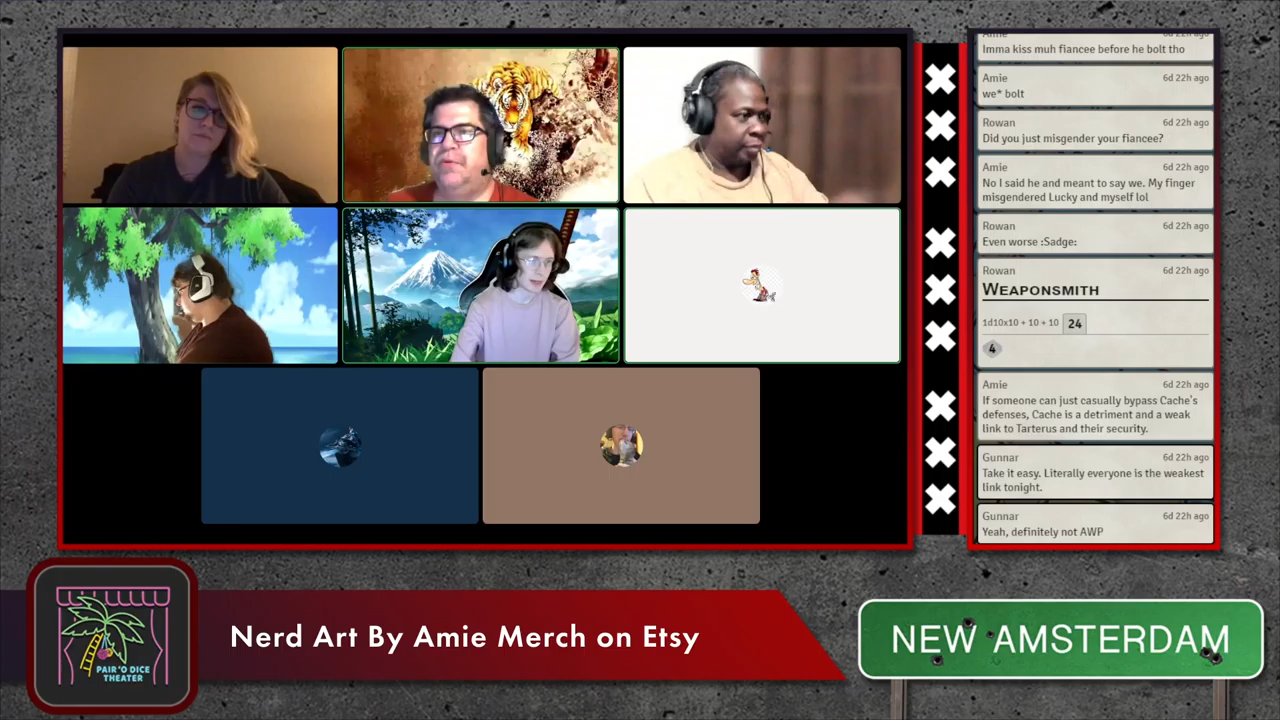 Amie 6d 22h ago
Imma kiss muh fiancee before he bolt tho
Amie 6d 22h ago
we* bolt
Rowan 6d 22h ago
Did you just misgender your fiancee?
Amie 6d 22h ago
No I said he and meant to say we. My finger
misgendered Lucky and myself lol
Rowan 6d 22h ago
Even worse :Sadge:
Rowan 6d 22h ago
WEAPONSMITH
1d10x10 + 10 + 10 24
4
Amie 6d 22h ago
If someone can just casually bypass Cache's
defenses, Cache is a detriment and a weak
link to Tarterus and their security.
Gunnar 6d 22h ago
Take it easy. Literally everyone is the weakest
link tonight.
Gunnar 6d 22h ago
Yeah, definitely not AWP
PAIR'O DICE
THEATER
Nerd Art By Amie Merch on Etsy
NEW AMSTERDAM